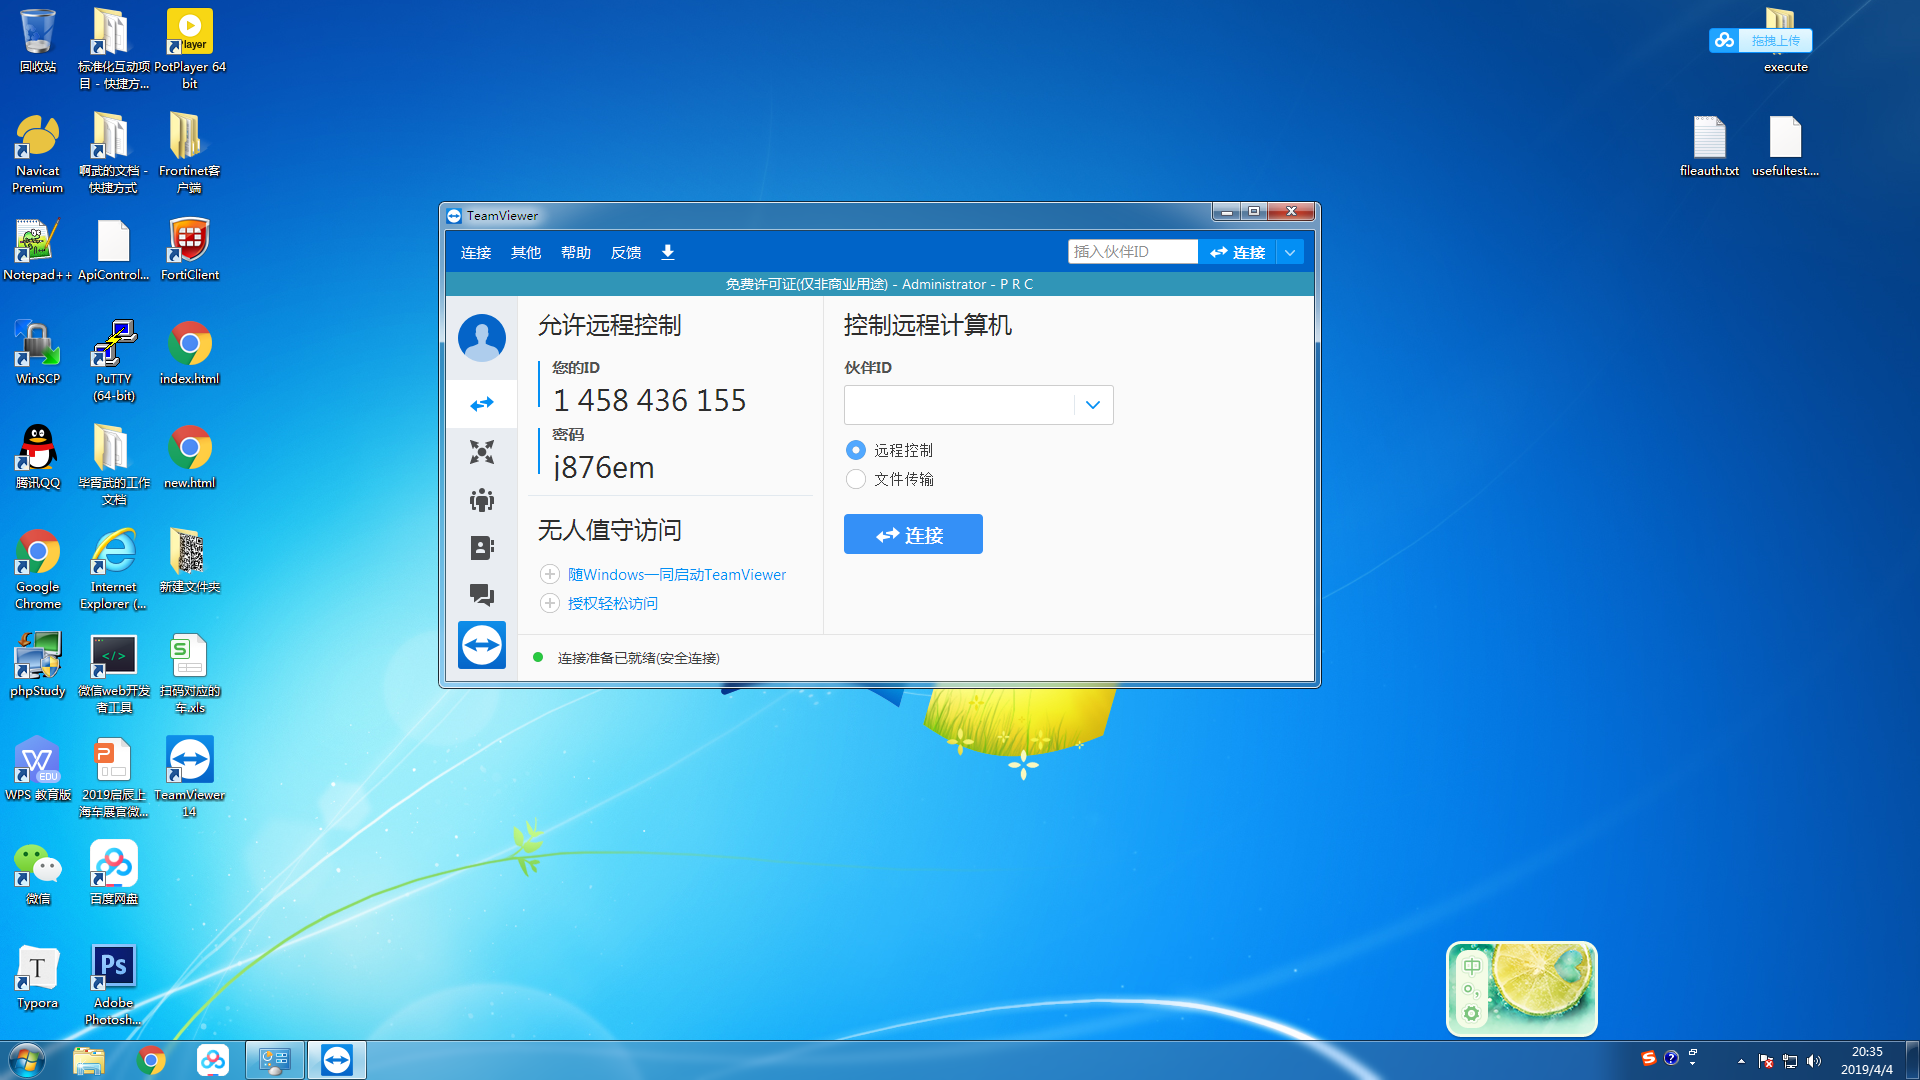 回收站
标准化互动项
目 - 快捷方...
Player
PotPlayer 64
bit
Navicat
Premium
啊武的文档 -
快捷方式
Frortinet客
户端
Notepad++
ApiControl...
FortiClient
WinSCP
PuTTY
(64-bit)
index.html
腾讯QQ
毕霄武的工作
文档
new.html
Google
Chrome
Internet
Explorer (...
新建文件夹
phpStudy
</>
微信web开发
者工具
S
扫码对应的
车.xls
W
EDU
WPS 教育版
P
2019启辰上
海车展官微...
TeamViewer
14
微信
百度网盘
T
Typora
Ps
Adobe
Photosh...
拖拽上传
execute
fileauth.txt
usefultest....
TeamViewer
连接
其他
帮助
反馈
插入伙伴ID
连接
免费许可证(仅非商业用途) - Administrator - P R C
允许远程控制
您的ID
1 458 436 155
密码
j876em
无人值守访问
随Windows一同启动TeamViewer
授权轻松访问
控制远程计算机
伙伴ID
远程控制
文件传输
连接
连接准备已就绪(安全连接)
中
S
?
20:35
2019/4/4